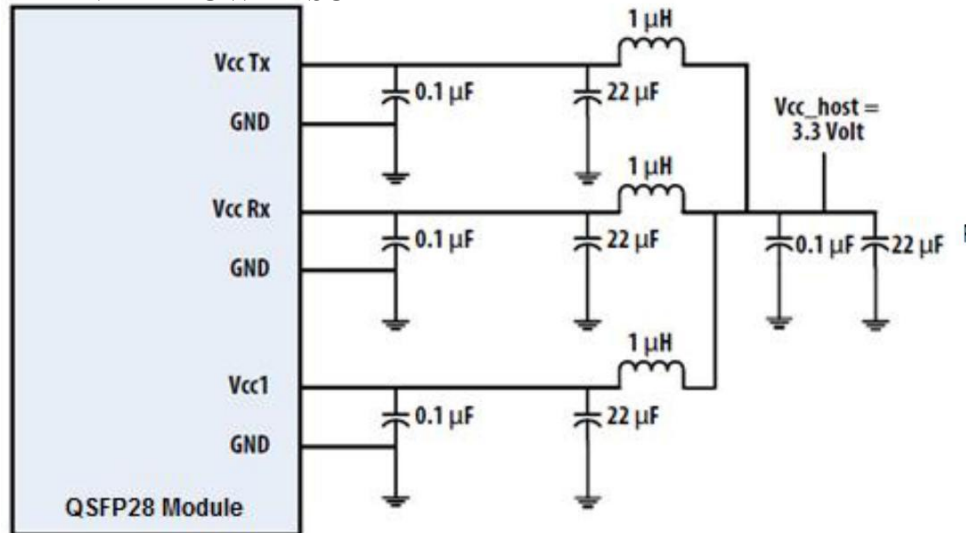 1 μH
Vcc Tx
0.1 μF
22 μF
Vcc_host =
3.3 Volt
GND
1 μH
Vcc Rx
0.1 μF
22 μF
0.1 μF
22 μF
GND
1 μH
Vcc1
0.1 μF
22 μF
GND
QSFP28 Module